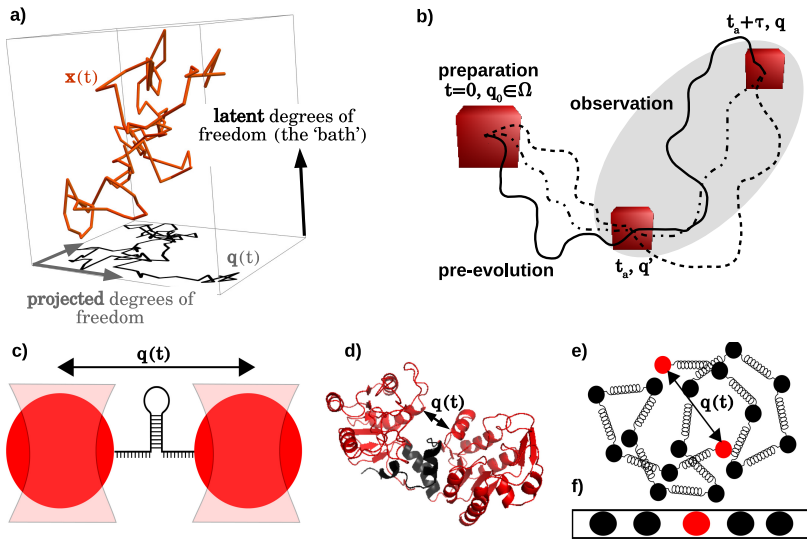 a)
x(t)
latent degrees of
freedom (the 'bath')
q(t)
projected degrees of
freedom
b)
tₐ+τ, q
preparation
t=0, q₀∈Ω
observation
pre-evolution
tₐ, q'
c)
q(t)
d)
q(t)
e)
q(t)
f)